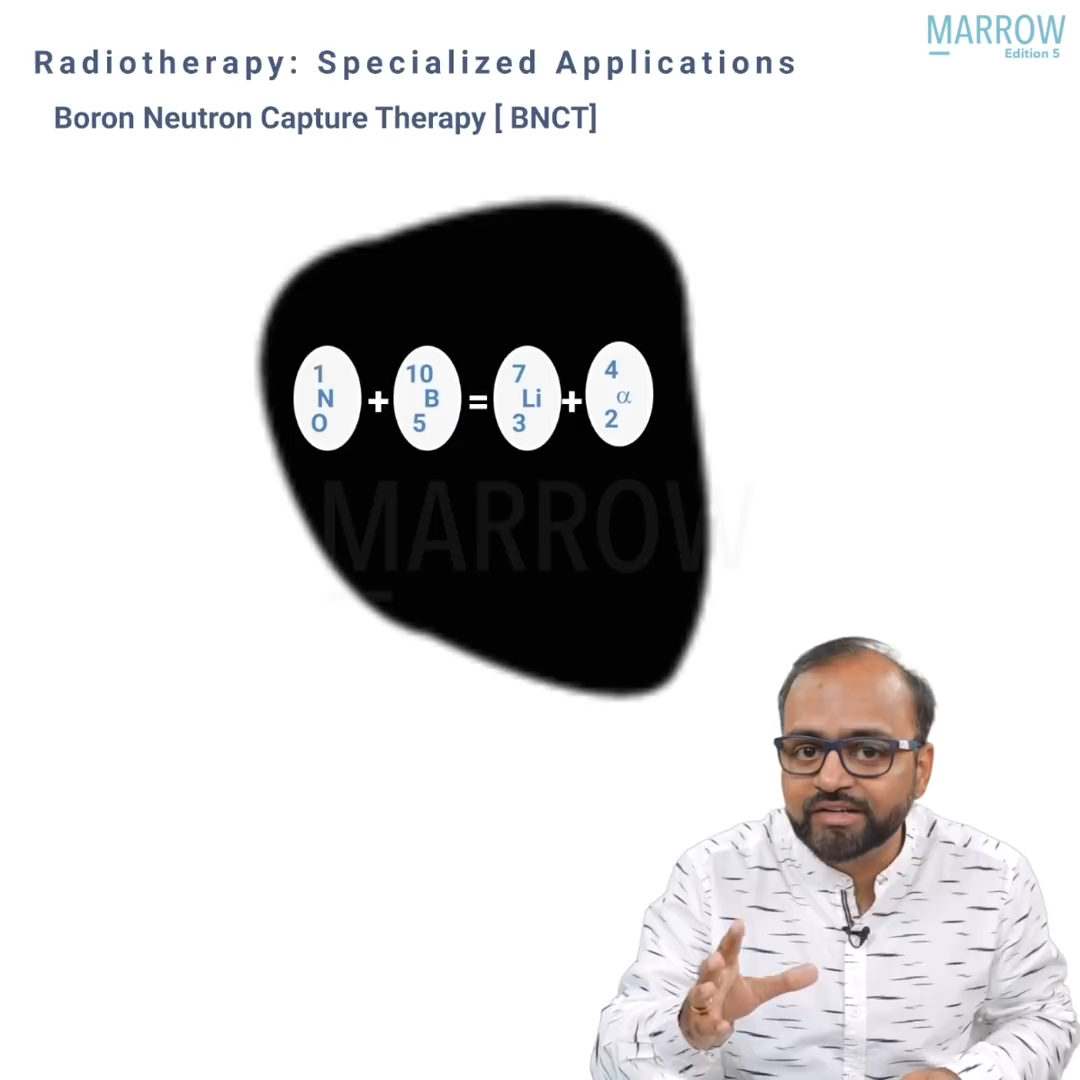 MARROW
Edition 5
Radiotherapy: Specialized Applications
Boron Neutron Capture Therapy [ BNCT]
1 10 7 4
N + B = Li + α
O 5 3 2
MARROW